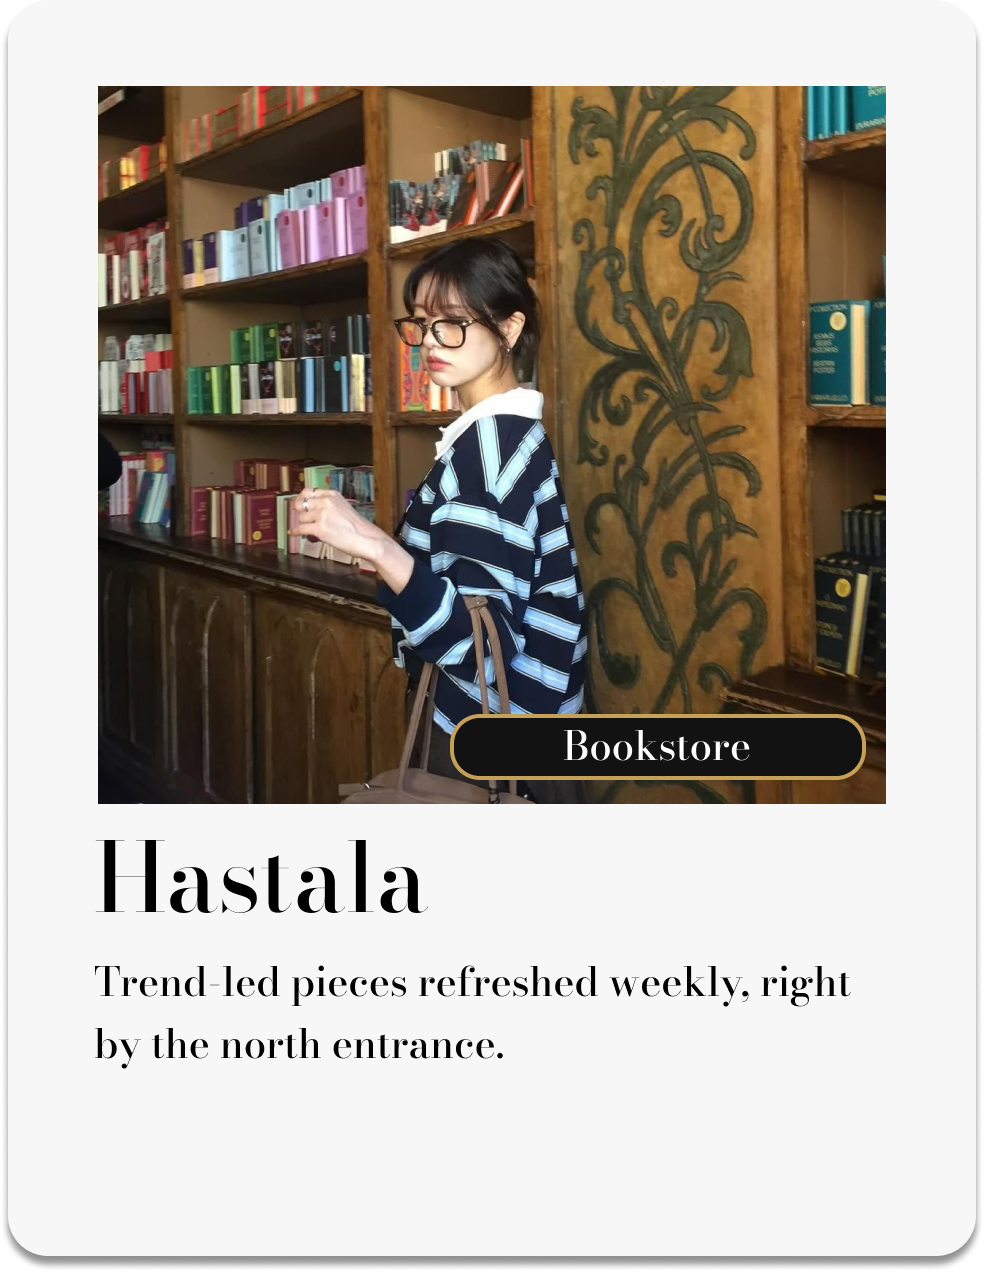 Bookstore
Hastala
Trend-led pieces refreshed weekly, right
by the north entrance.